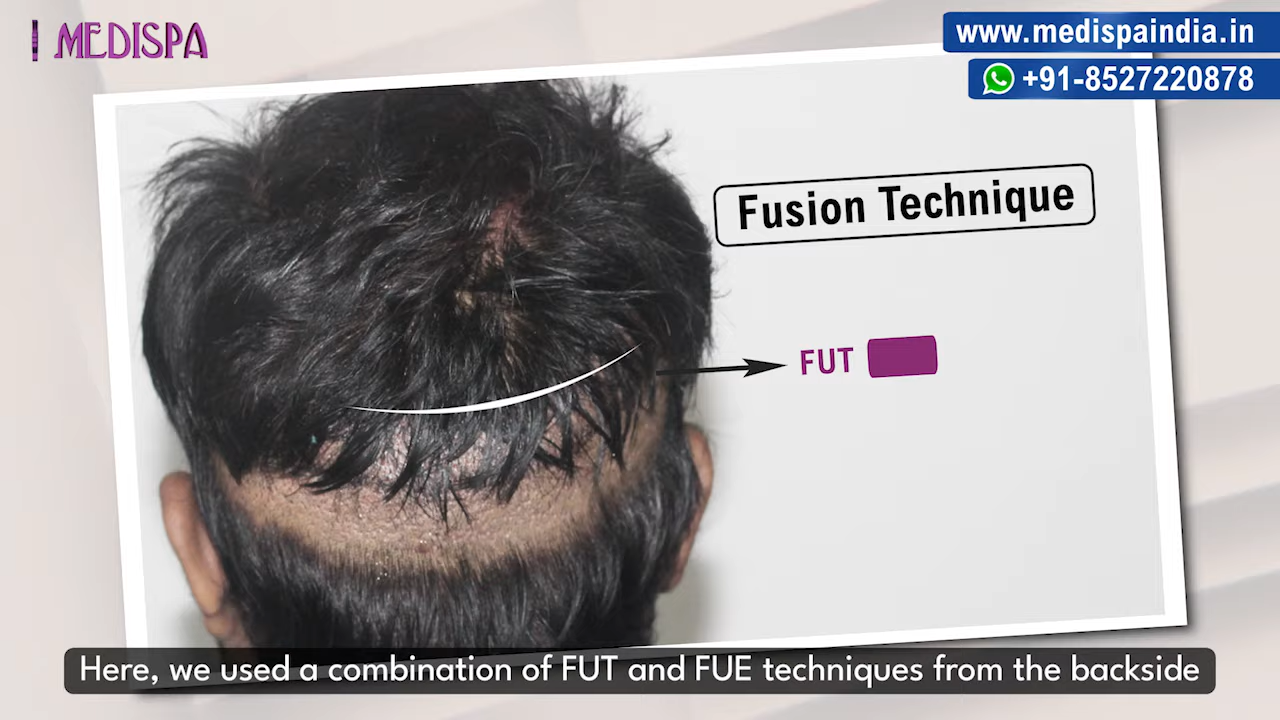 MEDISPA
www.medispaindia.in
+91-8527220878
Fusion Technique
FUT
Here, we used a combination of FUT and FUE techniques from the backside